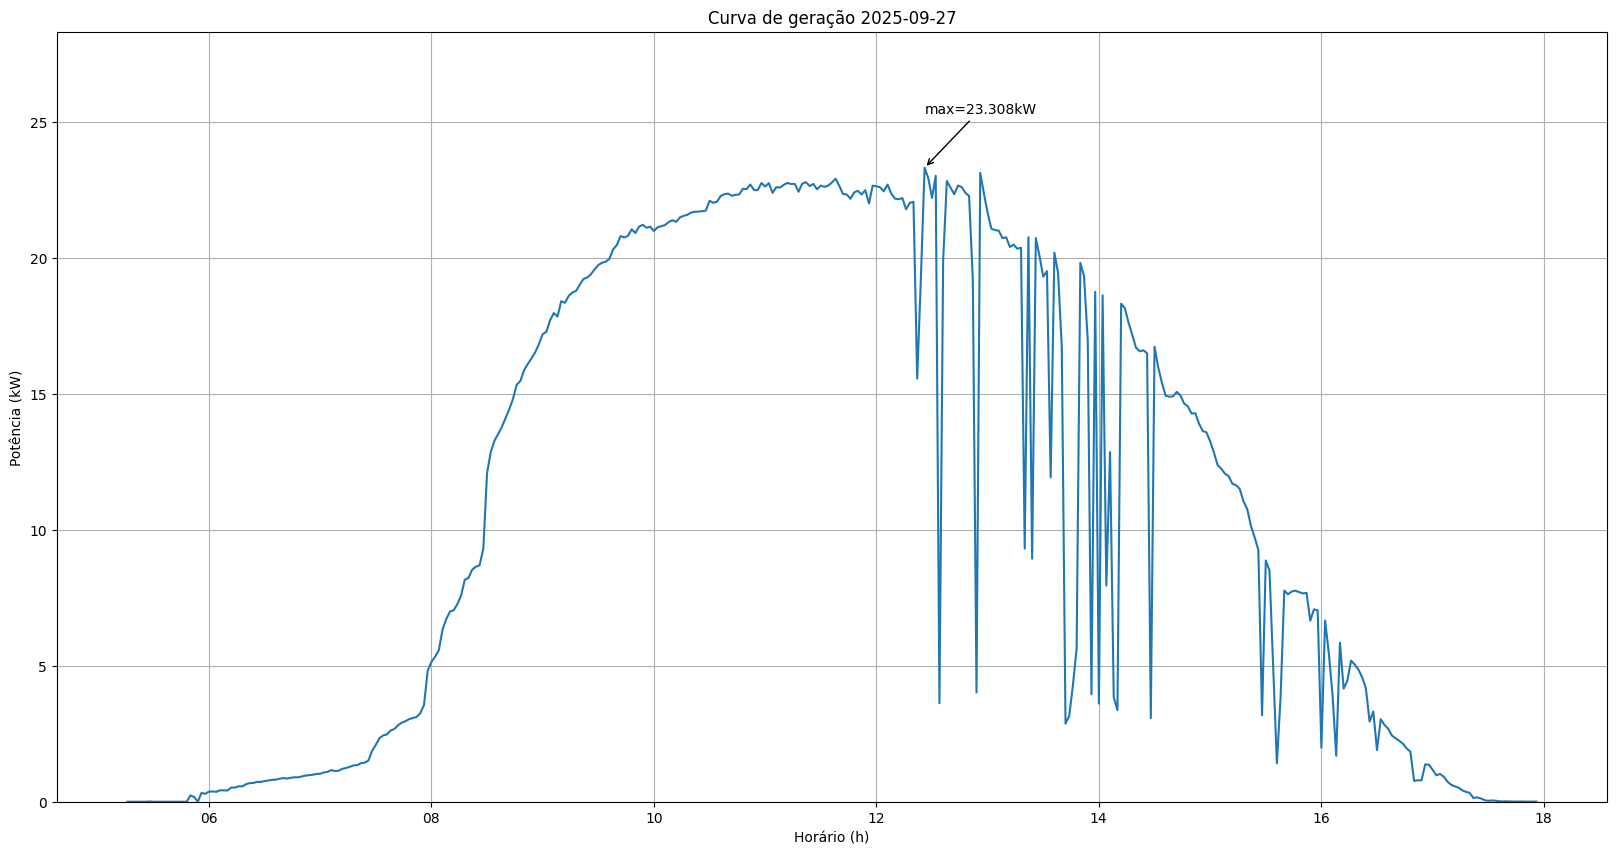 Curva de geração 2025-09-27
max=23.308kW
Potência (kW)
25
20
15
10
5
0
06 08 10 12 14 16 18
Horário (h)